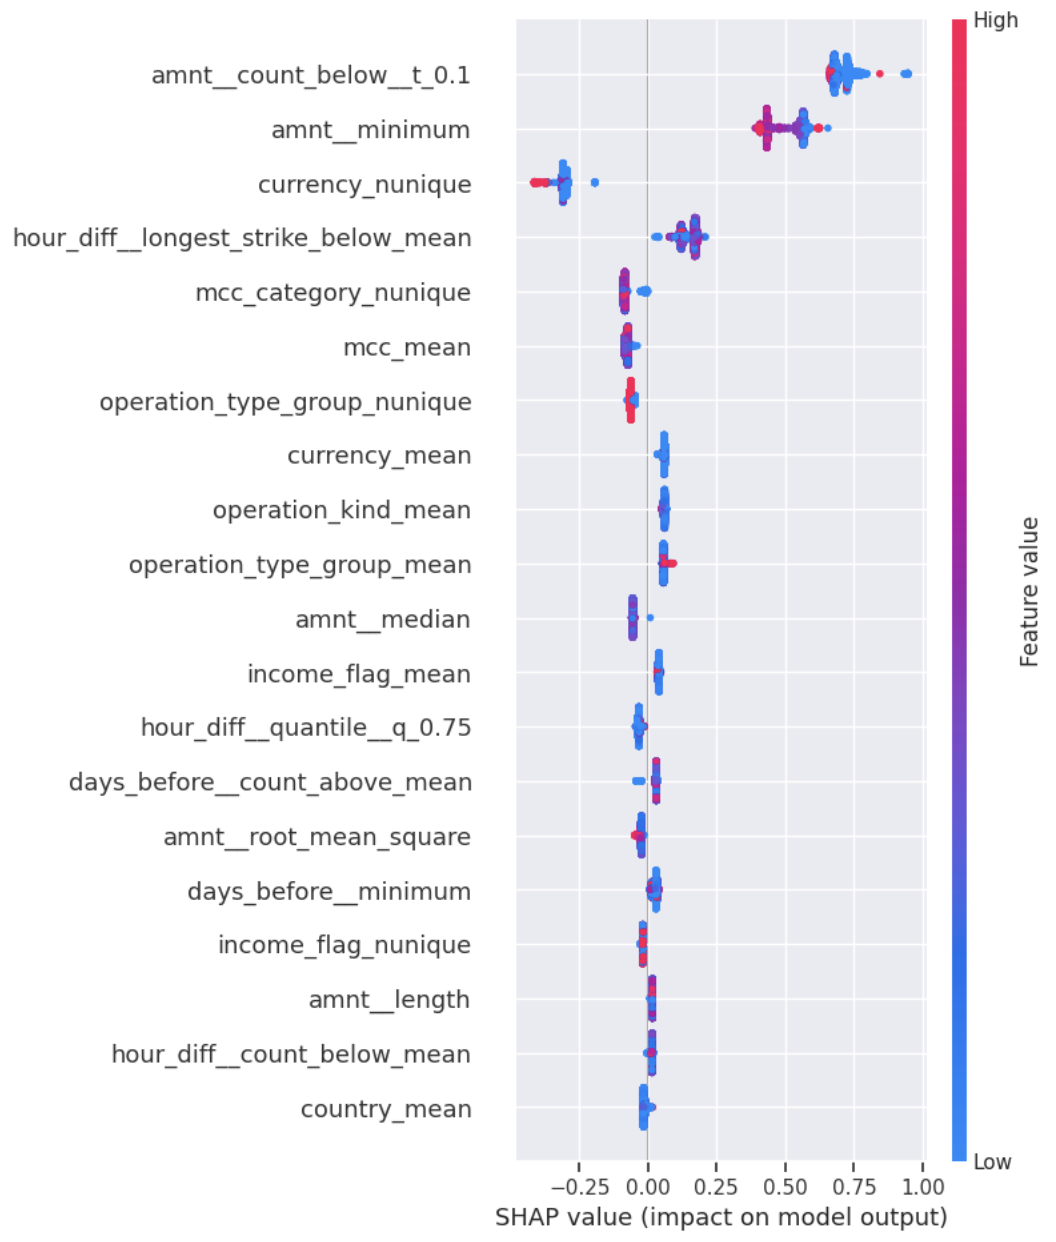 High
amnt__count_below__t_0.1
amnt__minimum
currency_nunique
hour_diff__longest_strike_below_mean
mcc_category_nunique
mcc_mean
operation_type_group_nunique
currency_mean
operation_kind_mean
operation_type_group_mean
amnt__median
income_flag_mean
hour_diff__quantile__q_0.75
days_before__count_above_mean
amnt__root_mean_square
days_before__minimum
income_flag_nunique
amnt__length
hour_diff__count_below_mean
country_mean
Feature value
Low
−0.25 0.00 0.25 0.50 0.75 1.00
SHAP value (impact on model output)